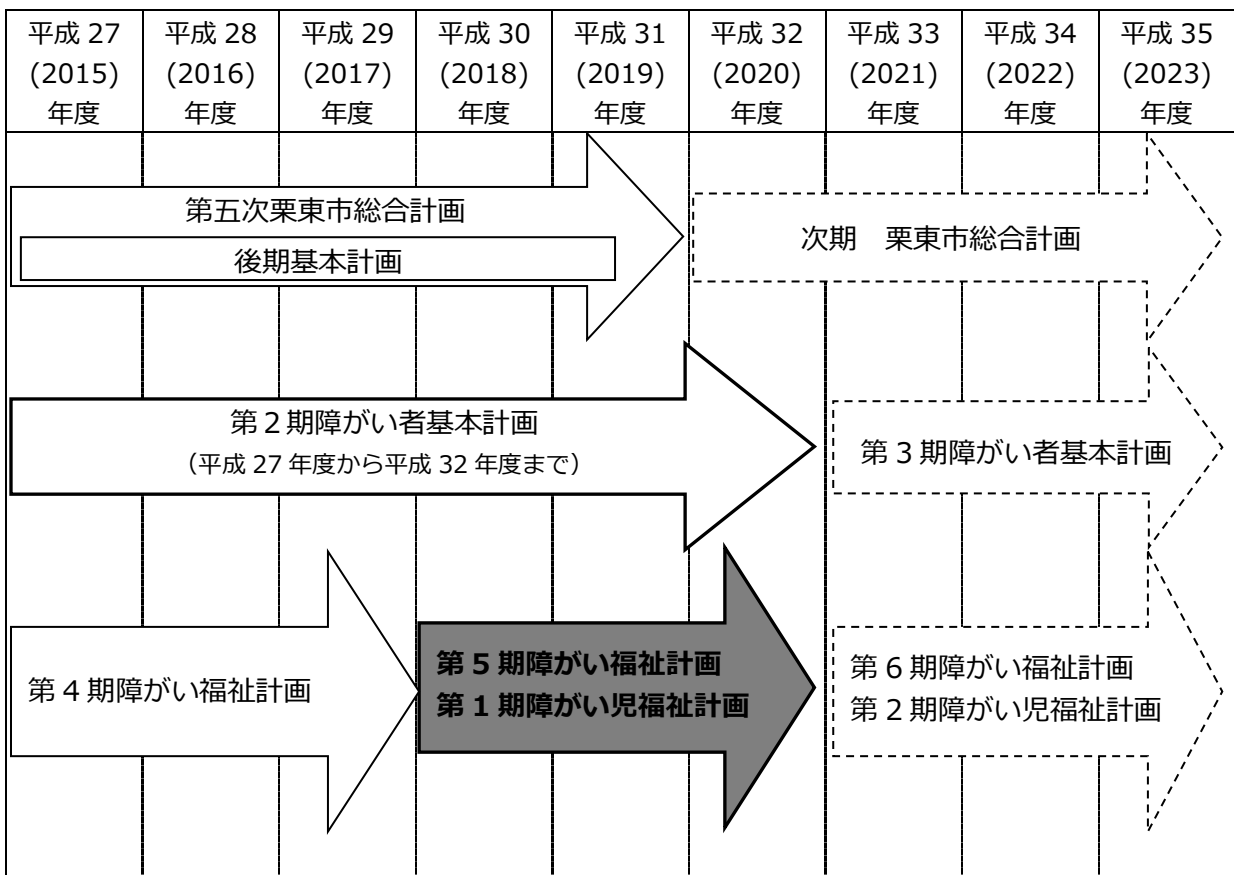 平成 27 平成 28 平成 29 平成 30 平成 31 平成 32 平成 33 平成 34 平成 35
(2015) (2016) (2017) (2018) (2019) (2020) (2021) (2022) (2023)
年度 年度 年度 年度 年度 年度 年度 年度 年度
第五次栗東市総合計画
後期基本計画
次期　栗東市総合計画
第２期障がい者基本計画
（平成 27 年度から平成 32 年度まで）
第３期障がい者基本計画
第４期障がい福祉計画
第５期障がい福祉計画
第１期障がい児福祉計画
第６期障がい福祉計画
第２期障がい児福祉計画